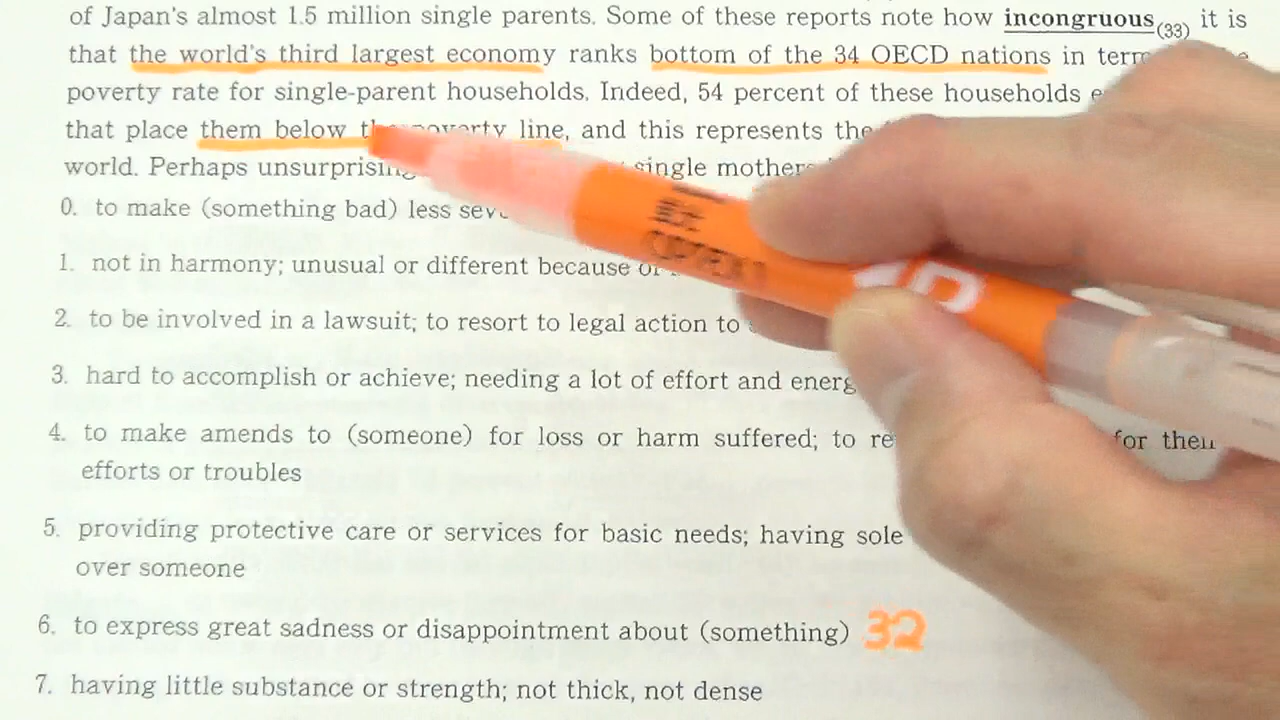 of Japan's almost 1.5 million single parents. Some of these reports note how incongruous(33) it is
that the world's third largest economy ranks bottom of the 34 OECD nations in
poverty rate for single-parent households. Indeed, 54 percent of these households
that place them below the poverty line, and this represents the
world. Perhaps single mothers
0. to make (something bad) less
1. not in harmony; unusual or different because
2. to be involved in a lawsuit; to resort to legal action to
3. hard to accomplish or achieve; needing a lot of effort and
4. to make amends to (someone) for loss or harm suffered; to for their
efforts or troubles
5. providing protective care or services for basic needs; having sole
over someone
6. to express great sadness or disappointment about (something) 32
7. having little substance or strength; not thick, not dense